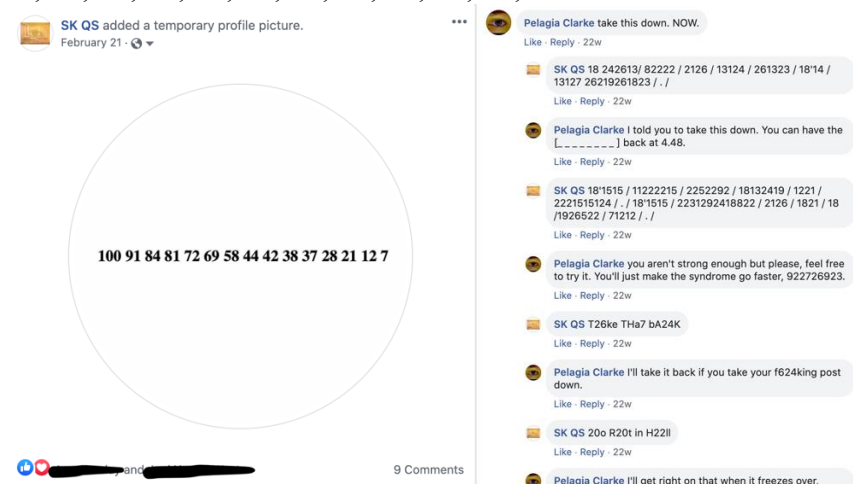 SK QS added a temporary profile picture.
February 21
100 91 84 81 72 69 58 44 42 38 37 28 21 12 7
and
9 Comments
Pelagia Clarke take this down. NOW.
Like · Reply · 22w
SK QS 18 242613/ 82222 / 2126 / 13124 / 261323 / 18'14 /
13127 26219261823 / . /
Like · Reply · 22w
Pelagia Clarke I told you to take this down. You can have the
[_ _ _ _ _ _ _ _ ] back at 4.48.
Like · Reply · 22w
SK QS 18'1515 / 11222215 / 2252292 / 18132419 / 1221 /
2221515124 / . / 18'1515 / 2231292418822 / 2126 / 1821 / 18
/1926522 / 71212 / . /
Like · Reply · 22w
Pelagia Clarke you aren't strong enough but please, feel free
to try it. You'll just make the syndrome go faster, 922726923.
Like · Reply · 22w
SK QS T26ke THa7 bA24K
Like · Reply · 22w
Pelagia Clarke I'll take it back if you take your f624king post
down.
Like · Reply · 22w
SK QS 20o R20t in H22ll
Like · Reply · 22w
Pelagia Clarke I'll get right on that when it freezes over.